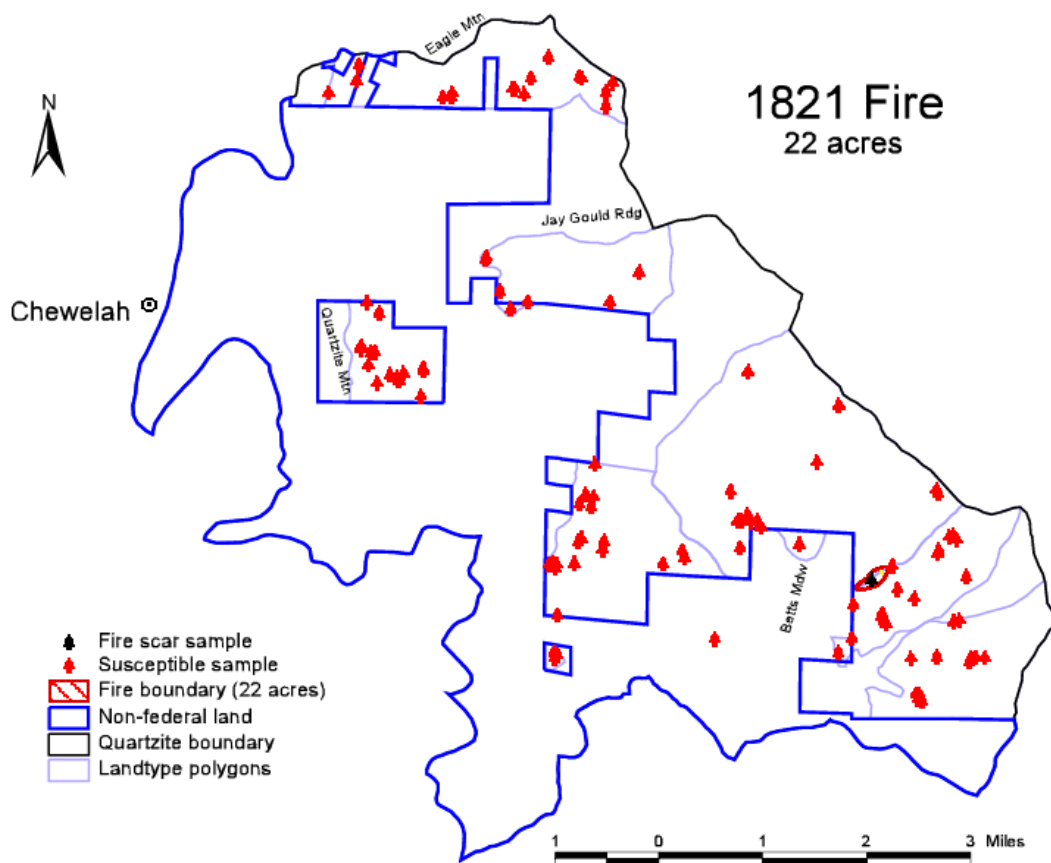 Eagle Mtn
N
1821 Fire
22 acres
Jay Gould Rdg
Chewelah
Quartzite Mtn
Betts Mdw
Fire scar sample
Susceptible sample
Fire boundary (22 acres)
Non-federal land
Quartzite boundary
Landtype polygons
1 0 1 2 3 Miles